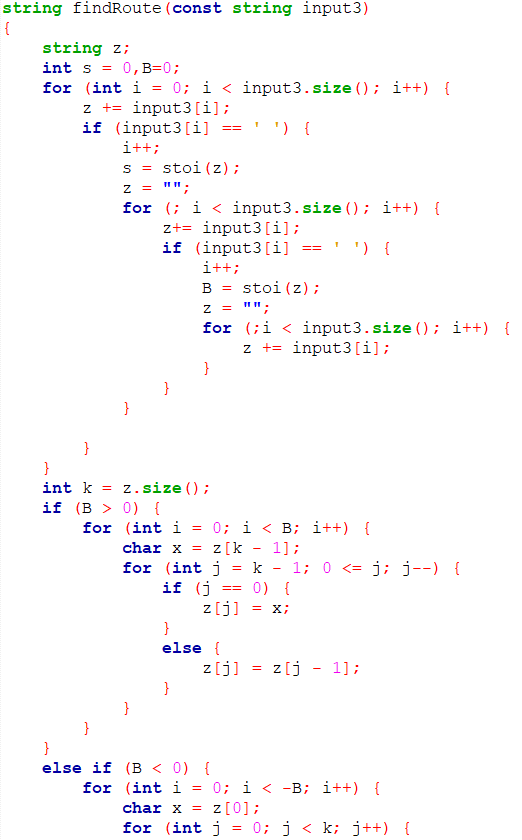 string findRoute(const string input3)
{
    string z;
    int s = 0,B=0;
    for (int i = 0; i < input3.size(); i++) {
        z += input3[i];
        if (input3[i] == ' ') {
            i++;
            s = stoi(z);
            z = "";
            for (; i < input3.size(); i++) {
                z+= input3[i];
                if (input3[i] == ' ') {
                    i++;
                    B = stoi(z);
                    z = "";
                    for (;i < input3.size(); i++) {
                        z += input3[i];
                    }
                }
            }

        }
    }
    int k = z.size();
    if (B > 0) {
        for (int i = 0; i < B; i++) {
            char x = z[k - 1];
            for (int j = k - 1; 0 <= j; j--) {
                if (j == 0) {
                    z[j] = x;
                }
                else {
                    z[j] = z[j - 1];
                }
            }
        }
    }
    else if (B < 0) {
        for (int i = 0; i < -B; i++) {
            char x = z[0];
            for (int j = 0; j < k; j++) {